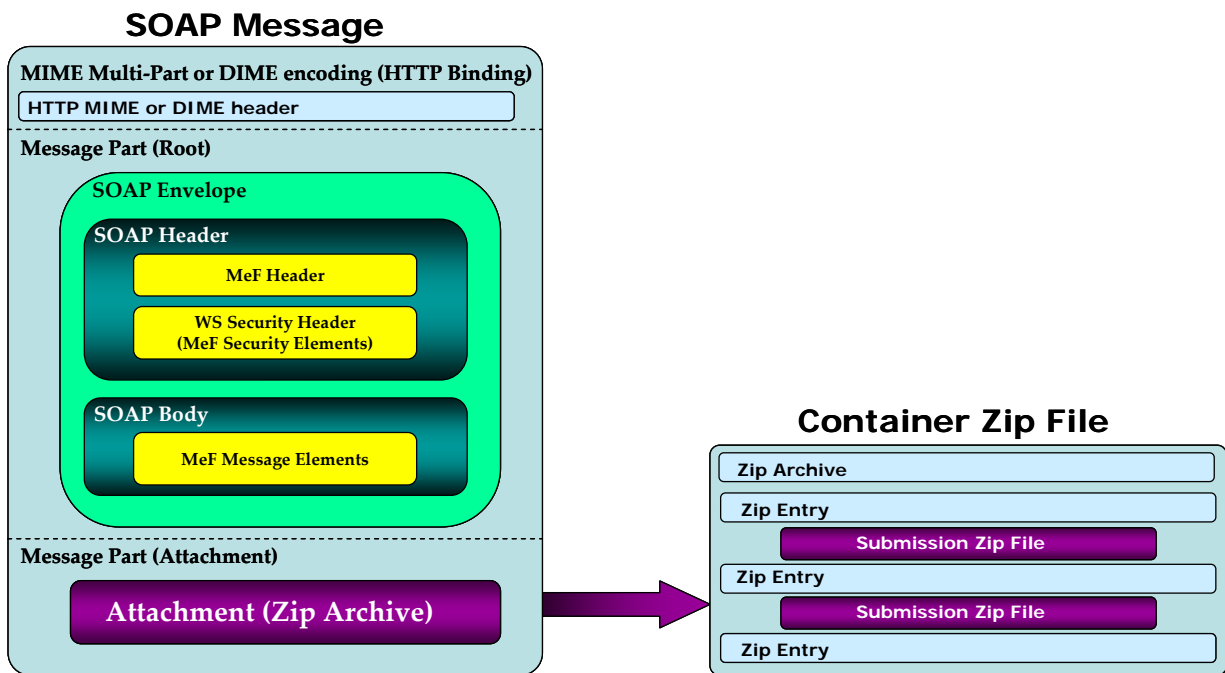 SOAP Message
MIME Multi-Part or DIME encoding (HTTP Binding)
HTTP MIME or DIME header
Message Part (Root)
SOAP Envelope
SOAP Header
MeF Header
WS Security Header
(MeF Security Elements)
SOAP Body
MeF Message Elements
Message Part (Attachment)
Attachment (Zip Archive)
Container Zip File
Zip Archive
Zip Entry
Submission Zip File
Zip Entry
Submission Zip File
Zip Entry